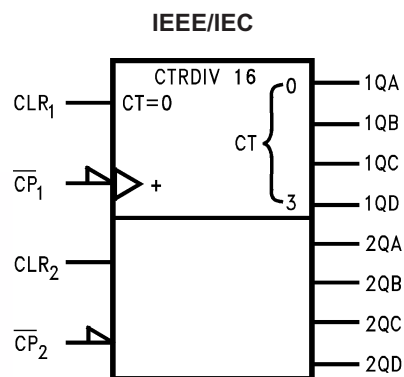 IEEE/IEC
CTRDIV 16
CLR1
CT=0
0
1QA
1QB
CT
1QC
CP1
+
3
1QD
2QA
CLR2
2QB
2QC
CP2
2QD